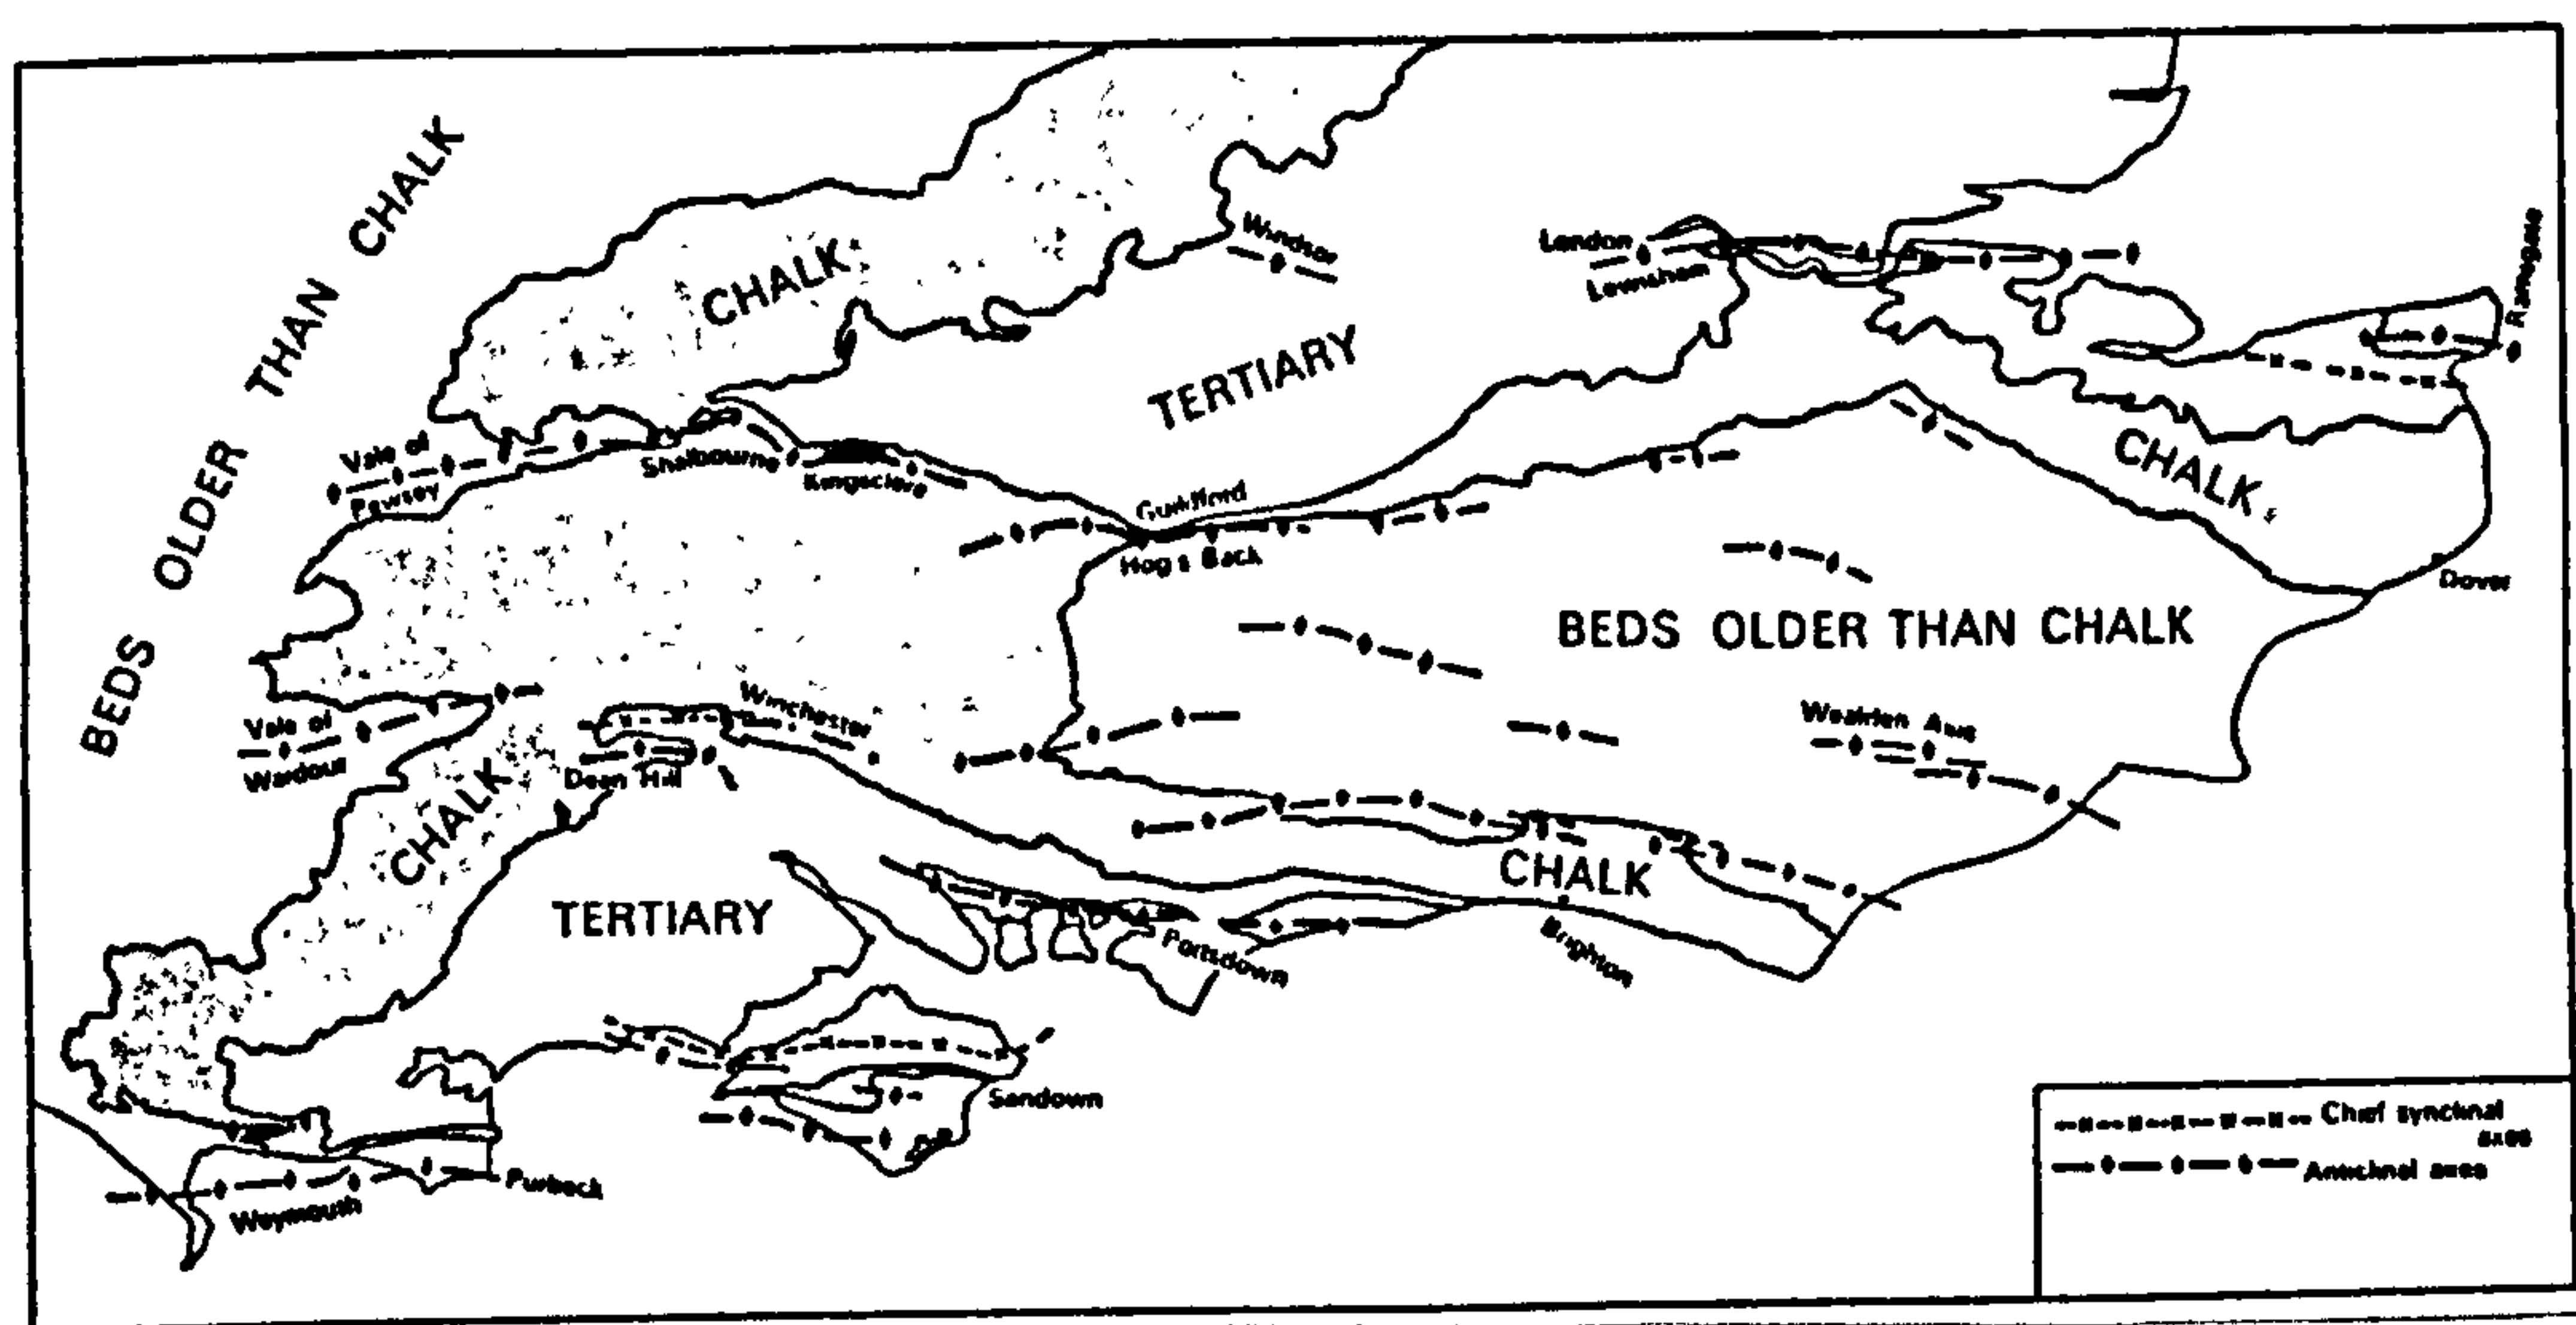 BEDS OLDER THAN CHALK
CHALK
Windsor
London
Lewisham
Ramsgate
TERTIARY
Vale of
Pewsey
Shalbourne
Kingsclere
Guildford
Hog's Back
CHALK
Dover
BEDS OLDER THAN CHALK
Vale of
Wardour
Winchester
Dean Hill
Wealden Axis
CHALK
CHALK
TERTIARY
Portsdown
Brighton
Sandown
Purbeck
Weymouth
Chief synclinal
axes
Anticlinal axes